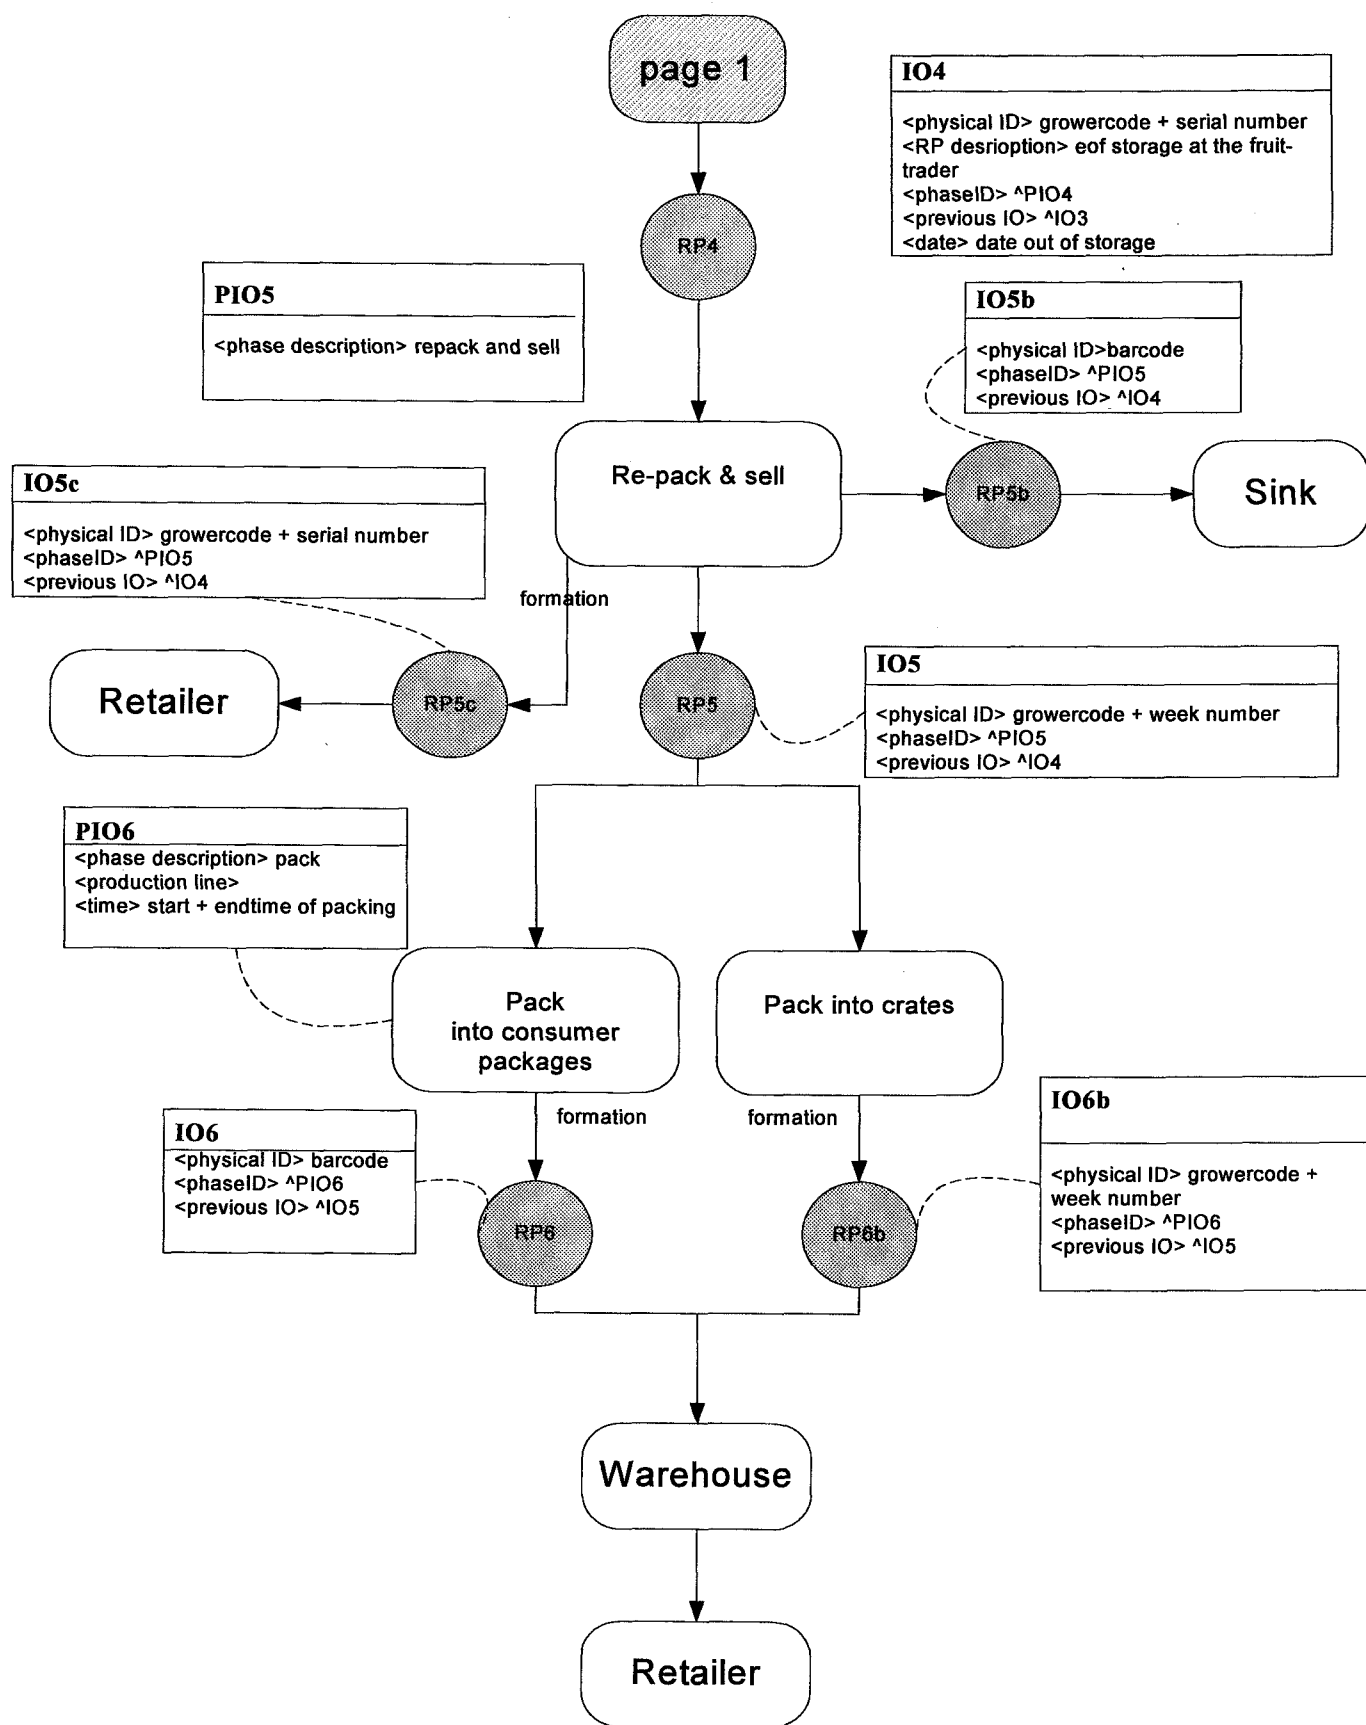 page 1
IO4
<physical ID> growercode + serial number
<RP desrioption> eof storage at the fruit-
trader
<phaseID> ^PIO4
<previous IO> ^IO3
<date> date out of storage
RP4
PIO5
<phase description> repack and sell
IO5b
<physical ID>barcode
<phaseID> ^PIO5
<previous IO> ^IO4
Re-pack & sell
RP5b
Sink
IO5c
<physical ID> growercode + serial number
<phaseID> ^PIO5
<previous IO> ^IO4
formation
Retailer
RP5c
RP5
IO5
<physical ID> growercode + week number
<phaseID> ^PIO5
<previous IO> ^IO4
PIO6
<phase description> pack
<production line>
<time> start + endtime of packing
Pack
into consumer
packages
Pack into crates
formation
formation
IO6
<physical ID> barcode
<phaseID> ^PIO6
<previous IO> ^IO5
RP6
RP6b
IO6b
<physical ID> growercode +
week number
<phaseID> ^PIO6
<previous IO> ^IO5
Warehouse
Retailer